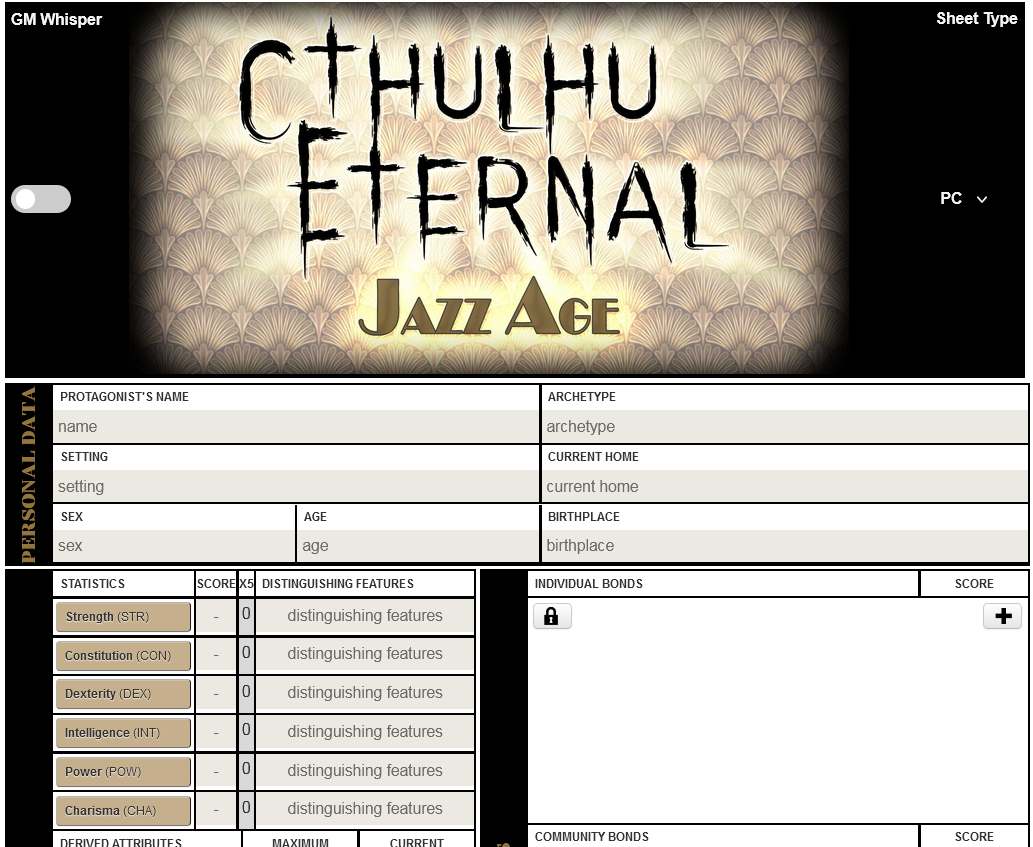 GM Whisper
Sheet Type
CTHULHU
ETERNAL
JAZZ AGE
PC
PERSONAL DATA
PROTAGONIST'S NAME
ARCHETYPE
name
archetype
SETTING
CURRENT HOME
setting
current home
SEX
AGE
BIRTHPLACE
sex
age
birthplace
STATISTICS SCORE X5 DISTINGUISHING FEATURES
Strength (STR) - 0 distinguishing features
Constitution (CON) - 0 distinguishing features
Dexterity (DEX) - 0 distinguishing features
Intelligence (INT) - 0 distinguishing features
Power (POW) - 0 distinguishing features
Charisma (CHA) - 0 distinguishing features
DERIVED ATTRIBUTES MAXIMUM CURRENT
INDIVIDUAL BONDS SCORE
COMMUNITY BONDS SCORE